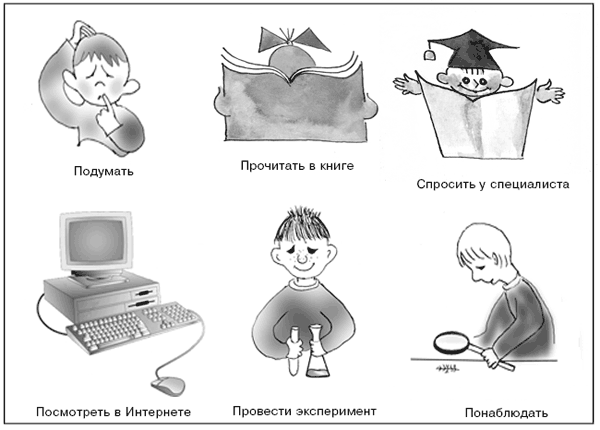 Подумать
Прочитать в книге
Спросить у специалиста
Посмотреть в Интернете
Провести эксперимент
Понаблюдать